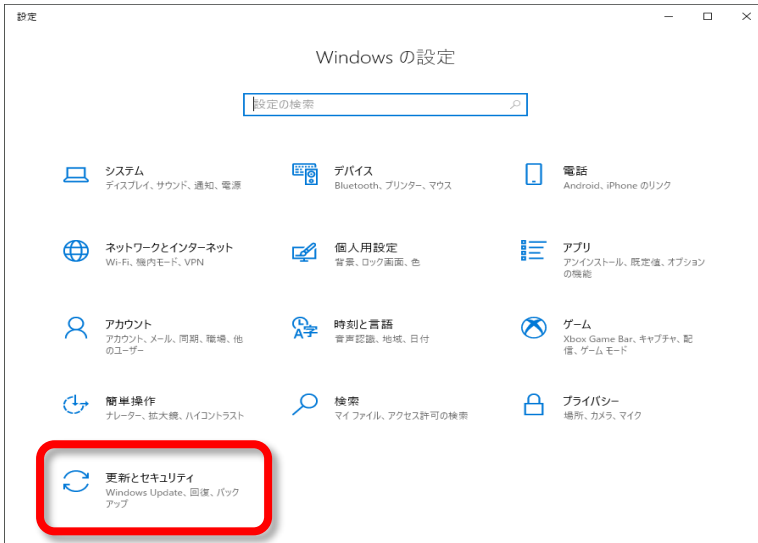 設定
Windows の設定
設定の検索
システム
ディスプレイ、サウンド、通知、電源
デバイス
Bluetooth、プリンター、マウス
電話
Android、iPhone のリンク
ネットワークとインターネット
Wi-Fi、機内モード、VPN
個人用設定
背景、ロック画面、色
アプリ
アンインストール、既定値、オプション
の機能
アカウント
アカウント、メール、同期、職場、他
のユーザー
時刻と言語
音声認識、地域、日付
ゲーム
Xbox Game Bar、キャプチャ、配
信、ゲーム モード
簡単操作
ナレーター、拡大鏡、ハイコントラスト
検索
マイ ファイル、アクセス許可の検索
プライバシー
場所、カメラ、マイク
更新とセキュリティ
Windows Update、回復、バック
アップ